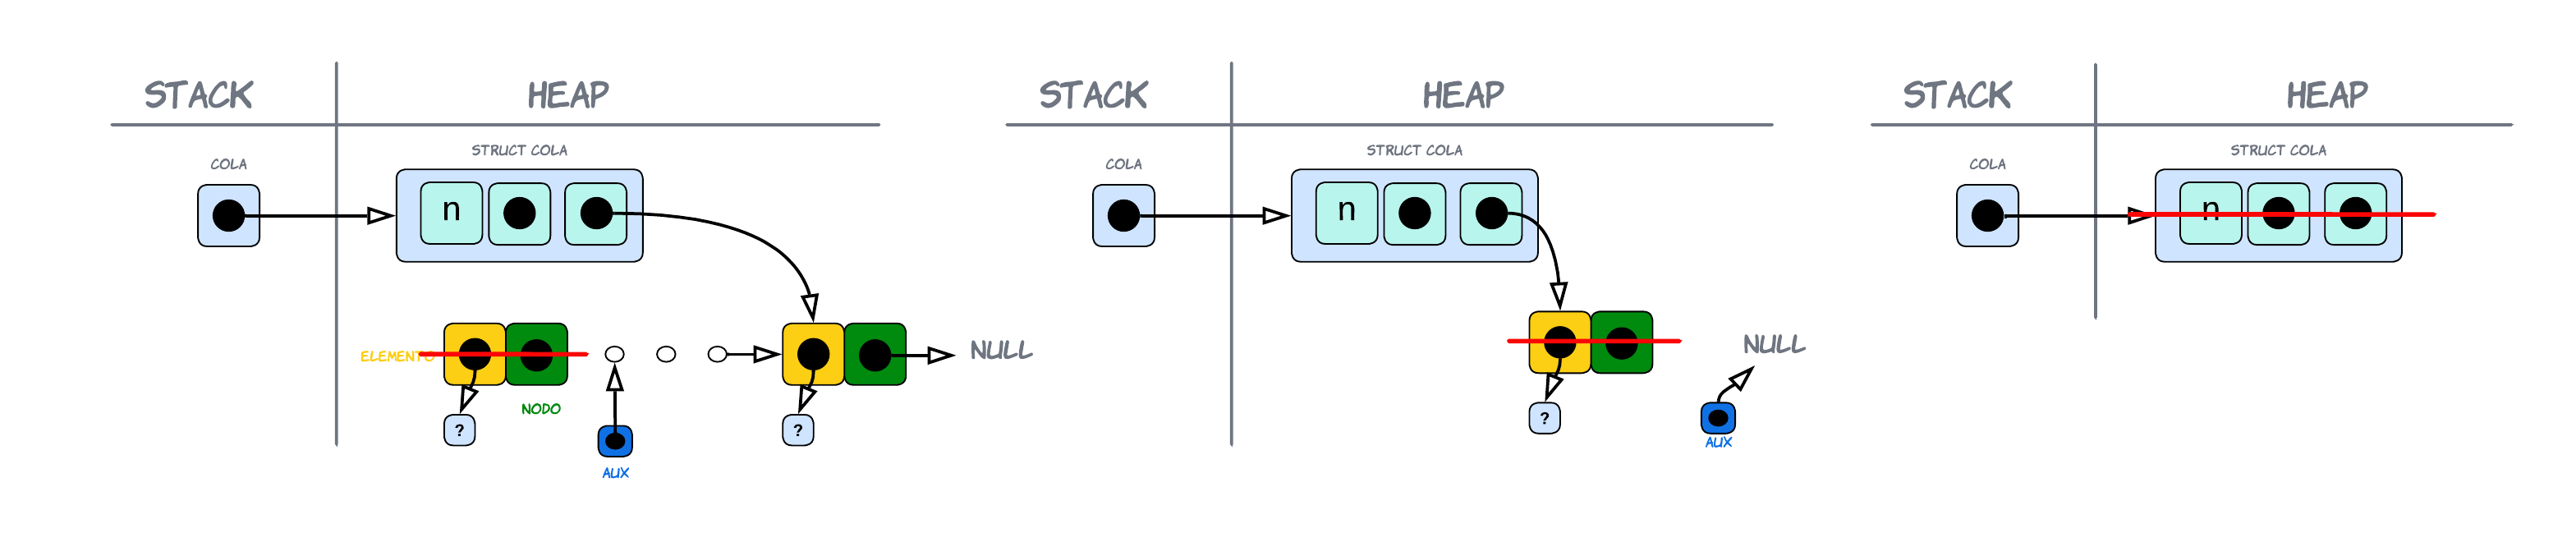 STACK
HEAP
COLA
STRUCT COLA
n
ELEMENTO
NODO
NULL
?
?
AUX
STACK
HEAP
COLA
STRUCT COLA
n
NULL
?
AUX
STACK
HEAP
COLA
STRUCT COLA
n